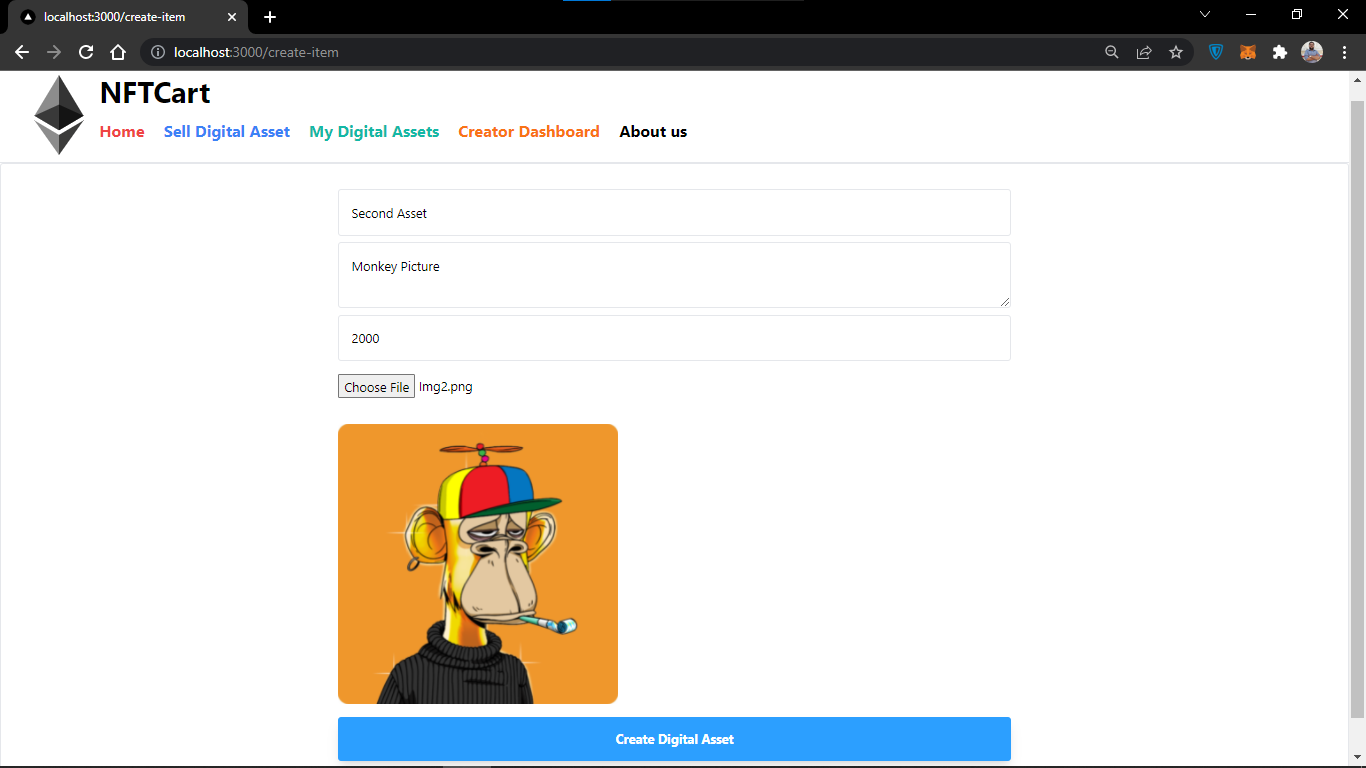 localhost:3000/create-item
localhost:3000/create-item
NFTCart
Home Sell Digital Asset My Digital Assets Creator Dashboard About us
Second Asset
Monkey Picture
2000
Choose File Img2.png
Create Digital Asset